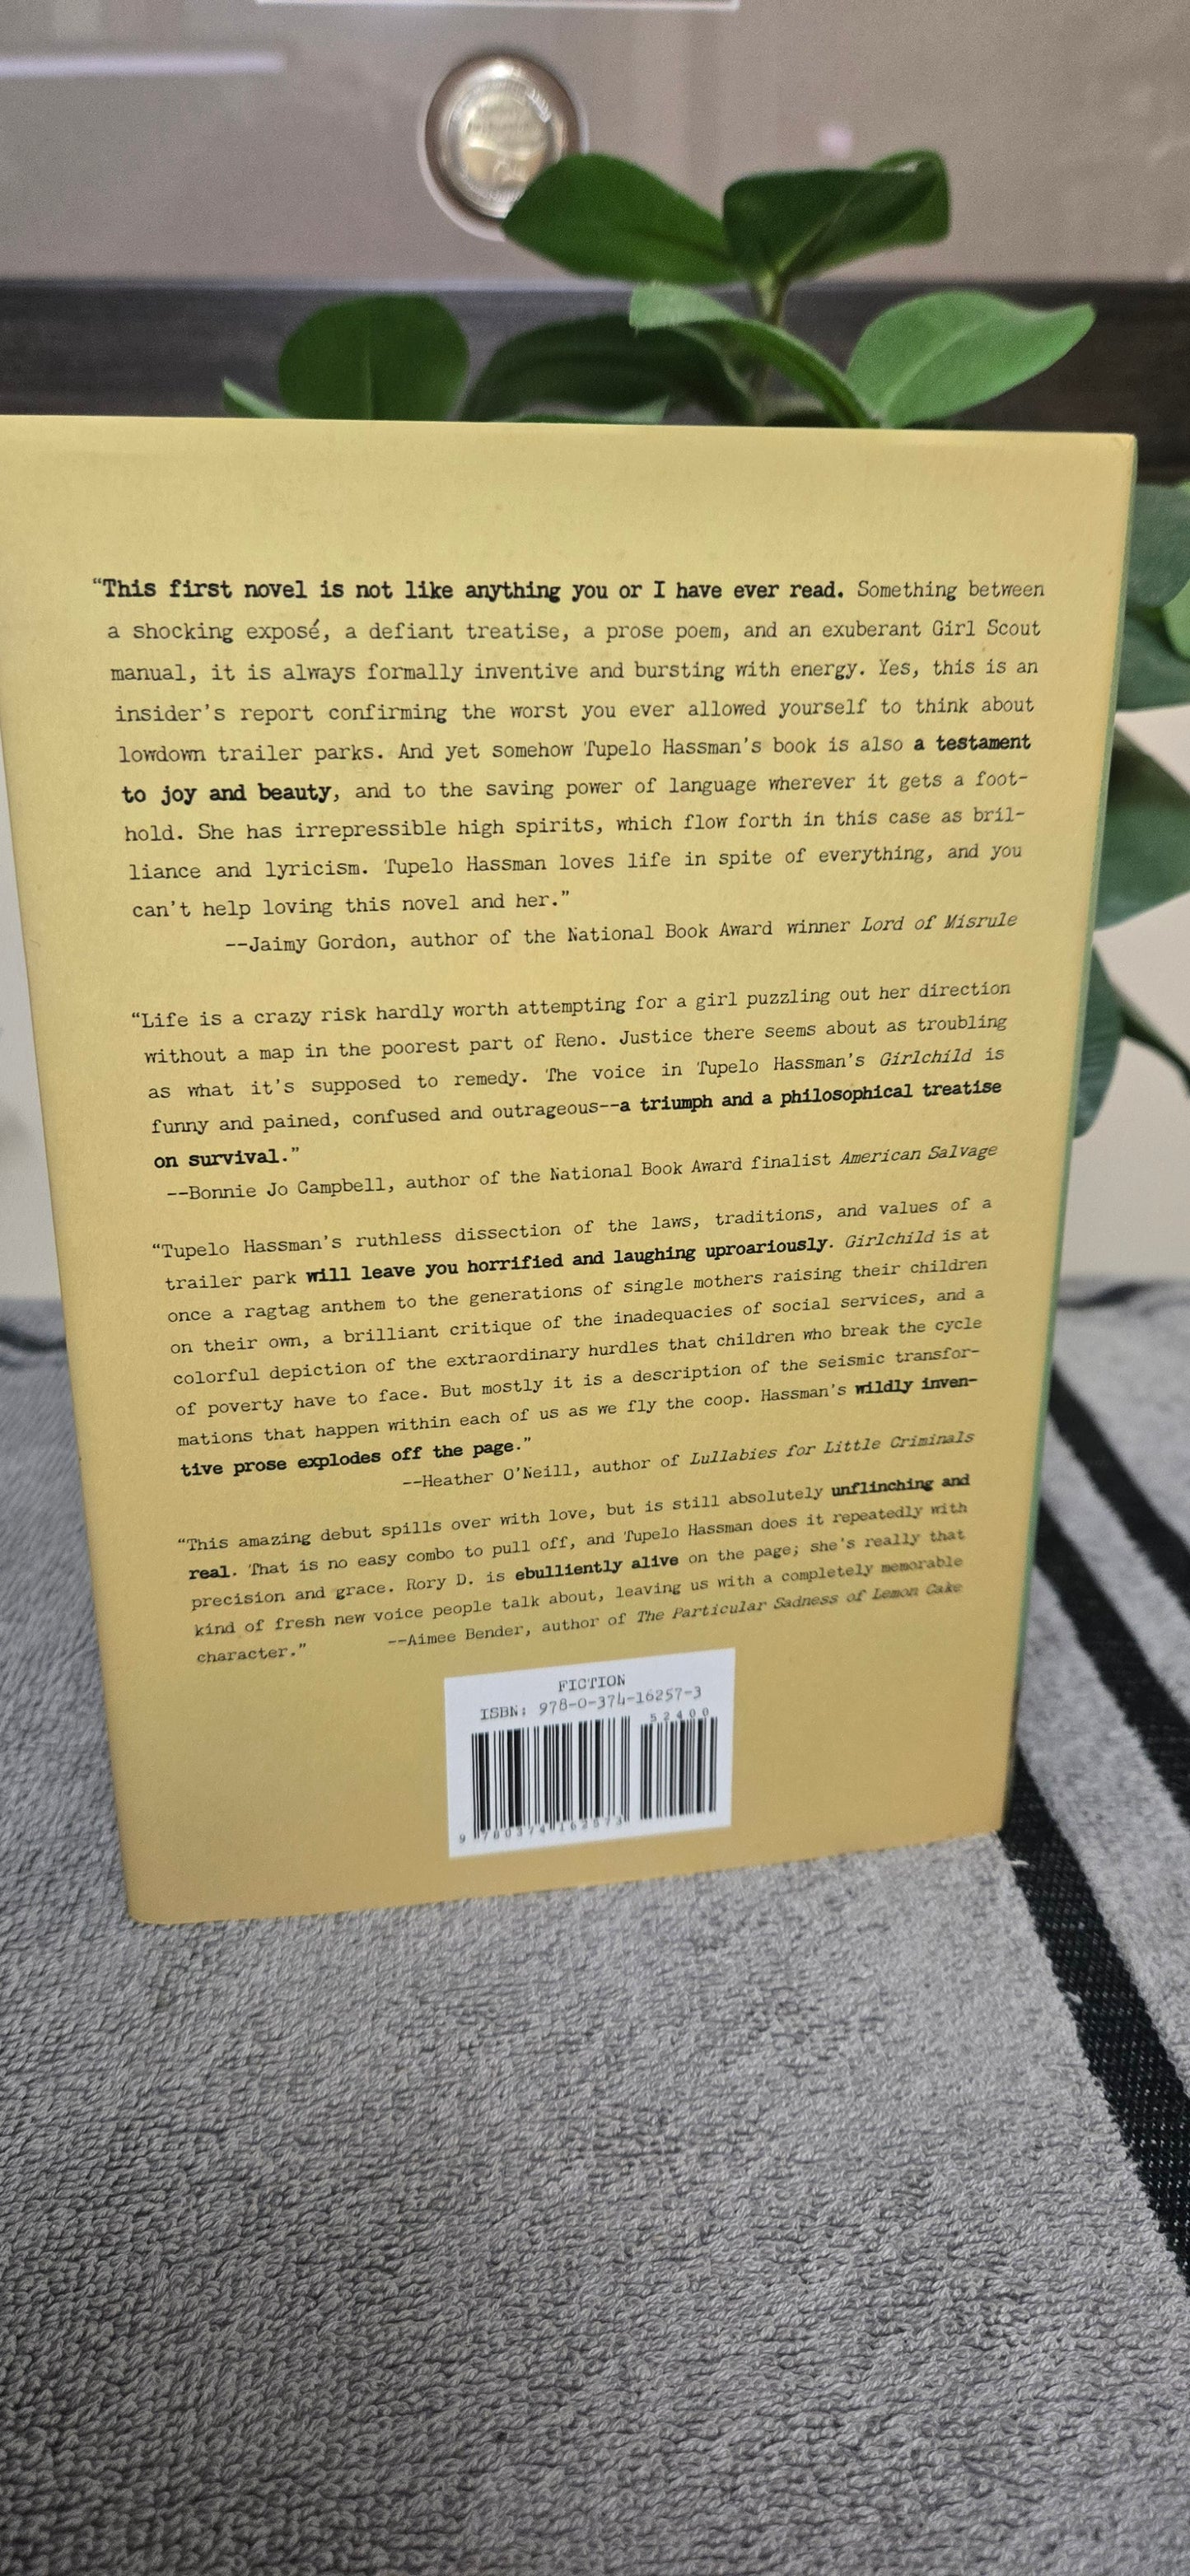 “This first novel is not like anything you or I have ever read. Something between
a shocking exposé, a defiant treatise, a prose poem, and an exuberant Girl Scout
manual, it is always formally inventive and bursting with energy. Yes, this is an
insider’s report confirming the worst you ever allowed yourself to think about
lowdown trailer parks. And yet somehow Tupelo Hassman’s book is also a testament
to joy and beauty, and to the saving power of language wherever it gets a foot-
hold. She has irrepressible high spirits, which flow forth in this case as bril-
liance and lyricism. Tupelo Hassman loves life in spite of everything, and you
can’t help loving this novel and her.”
--Jaimy Gordon, author of the National Book Award winner Lord of Misrule
“Life is a crazy risk hardly worth attempting for a girl puzzling out her direction
without a map in the poorest part of Reno. Justice there seems about as troubling
as what it’s supposed to remedy. The voice in Tupelo Hassman’s Girlchild is
funny and pained, confused and outrageous--a triumph and a philosophical treatise
on survival.”
--Bonnie Jo Campbell, author of the National Book Award finalist American Salvage
“Tupelo Hassman’s ruthless dissection of the laws, traditions, and values of a
trailer park will leave you horrified and laughing uproariously. Girlchild is at
once a ragtag anthem to the generations of single mothers raising their children
on their own, a brilliant critique of the inadequacies of social services, and a
colorful depiction of the extraordinary hurdles that children who break the cycle
of poverty have to face. But mostly it is a description of the seismic transfor-
mations that happen within each of us as we fly the coop. Hassman’s wildly inven-
tive prose explodes off the page.”
--Heather O’Neill, author of Lullabies for Little Criminals
“This amazing debut spills over with love, but is still absolutely unflinching and
real. That is no easy combo to pull off, and Tupelo Hassman does it repeatedly with
precision and grace. Rory D. is ebulliently alive on the page; she’s really that
kind of fresh new voice people talk about, leaving us with a completely memorable
character.” --Aimee Bender, author of The Particular Sadness of Lemon Cake
FICTION
ISBN: 978-0-374-16257-3
52400
9 780374 162573